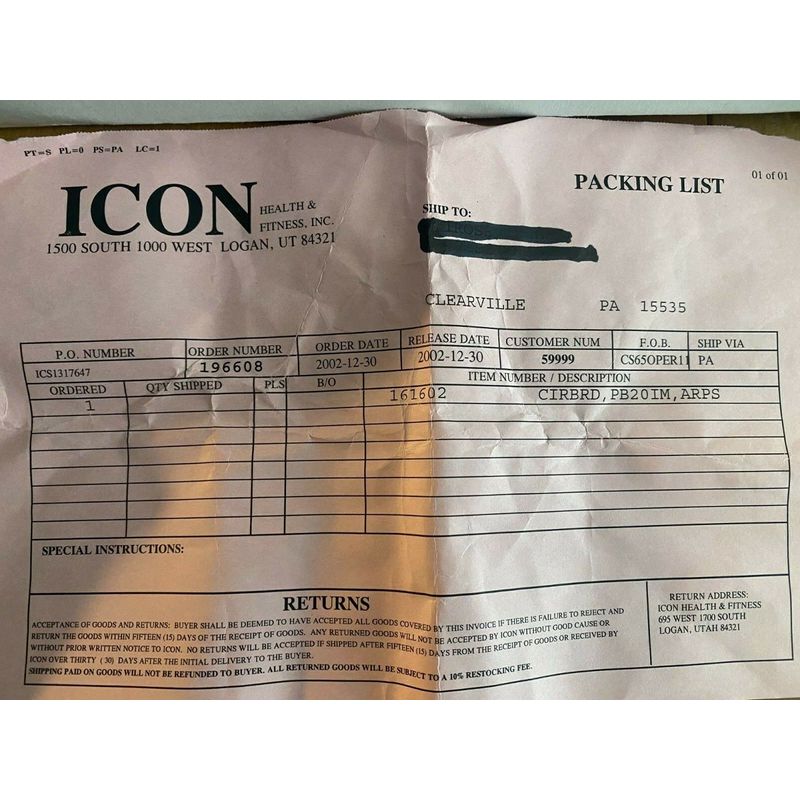 PT=S PL=0 PS=PA LC=1
PACKING LIST
01 of 01
ICON HEALTH &
FITNESS, INC.
1500 SOUTH 1000 WEST LOGAN, UT 84321
SHIP TO:
CLEARVILLE PA 15535
P.O. NUMBER ORDER NUMBER ORDER DATE RELEASE DATE CUSTOMER NUM F.O.B. SHIP VIA
ICS1317647 196608 2002-12-30 2002-12-30 59999 CS65OPER11 PA
ORDERED QTY SHIPPED PLS B/O ITEM NUMBER / DESCRIPTION
1 161602 CIRBRD,PB20IM,ARPS
SPECIAL INSTRUCTIONS:
RETURNS
ACCEPTANCE OF GOODS AND RETURNS: BUYER SHALL BE DEEMED TO HAVE ACCEPTED ALL GOODS COVERED BY THIS INVOICE IF THERE IS FAILURE TO REJECT AND
RETURN THE GOODS WITHIN FIFTEEN (15) DAYS OF THE RECEIPT OF GOODS. ANY RETURNED GOODS WILL NOT BE ACCEPTED BY ICON WITHOUT GOOD CAUSE OR
WITHOUT PRIOR WRITTEN NOTICE TO ICON. NO RETURNS WILL BE ACCEPTED IF SHIPPED AFTER FIFTEEN (15) DAYS FROM THE RECEIPT OF GOODS OR RECEIVED BY
ICON OVER THIRTY (30) DAYS AFTER THE INITIAL DELIVERY TO THE BUYER.
SHIPPING PAID ON GOODS WILL NOT BE REFUNDED TO BUYER. ALL RETURNED GOODS WILL BE SUBJECT TO A 10% RESTOCKING FEE.
RETURN ADDRESS:
ICON HEALTH & FITNESS
695 WEST 1700 SOUTH
LOGAN, UTAH 84321